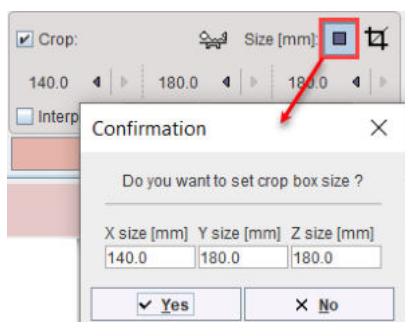 Crop: Size [mm]:
140.0 180.0 180.0
Interp
Confirmation
Do you want to set crop box size ?
X size [mm] Y size [mm] Z size [mm]
140.0 180.0 180.0
Yes No